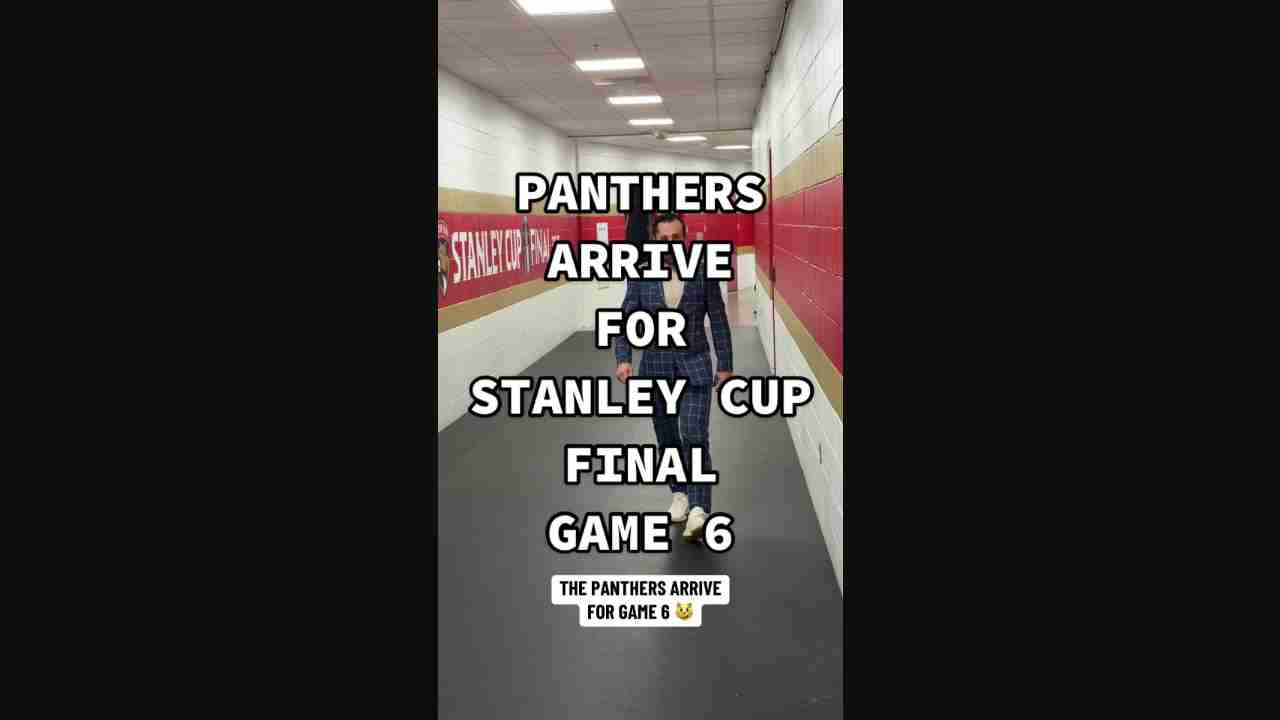 STANLEY CUP FINAL
PANTHERS
ARRIVE
FOR
STANLEY CUP
FINAL
GAME 6
THE PANTHERS ARRIVE
FOR GAME 6 😼